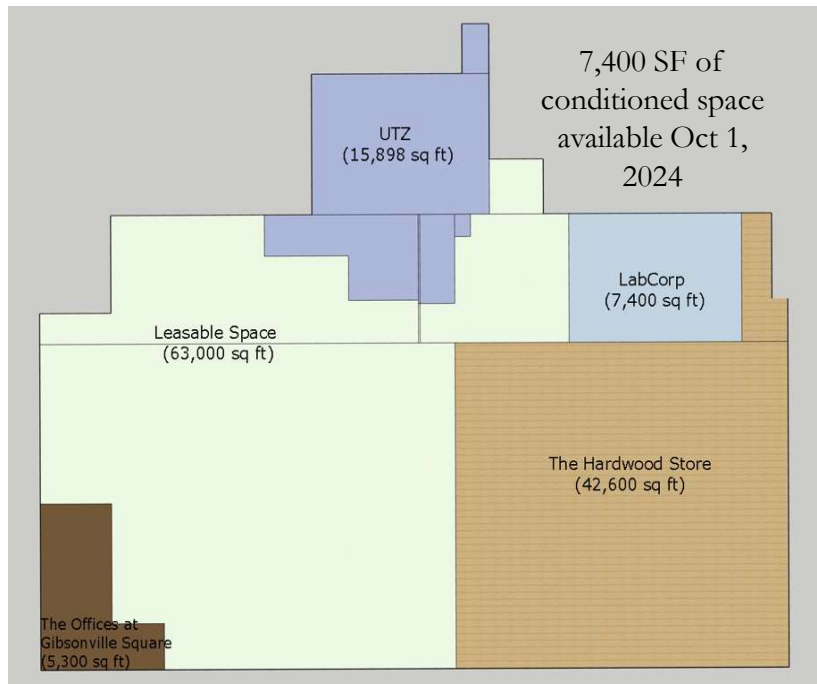 7,400 SF of
conditioned space
available Oct 1,
2024
UTZ
(15,898 sq ft)
LabCorp
(7,400 sq ft)
Leasable Space
(63,000 sq ft)
The Hardwood Store
(42,600 sq ft)
The Offices at
Gibsonville Square
(5,300 sq ft)